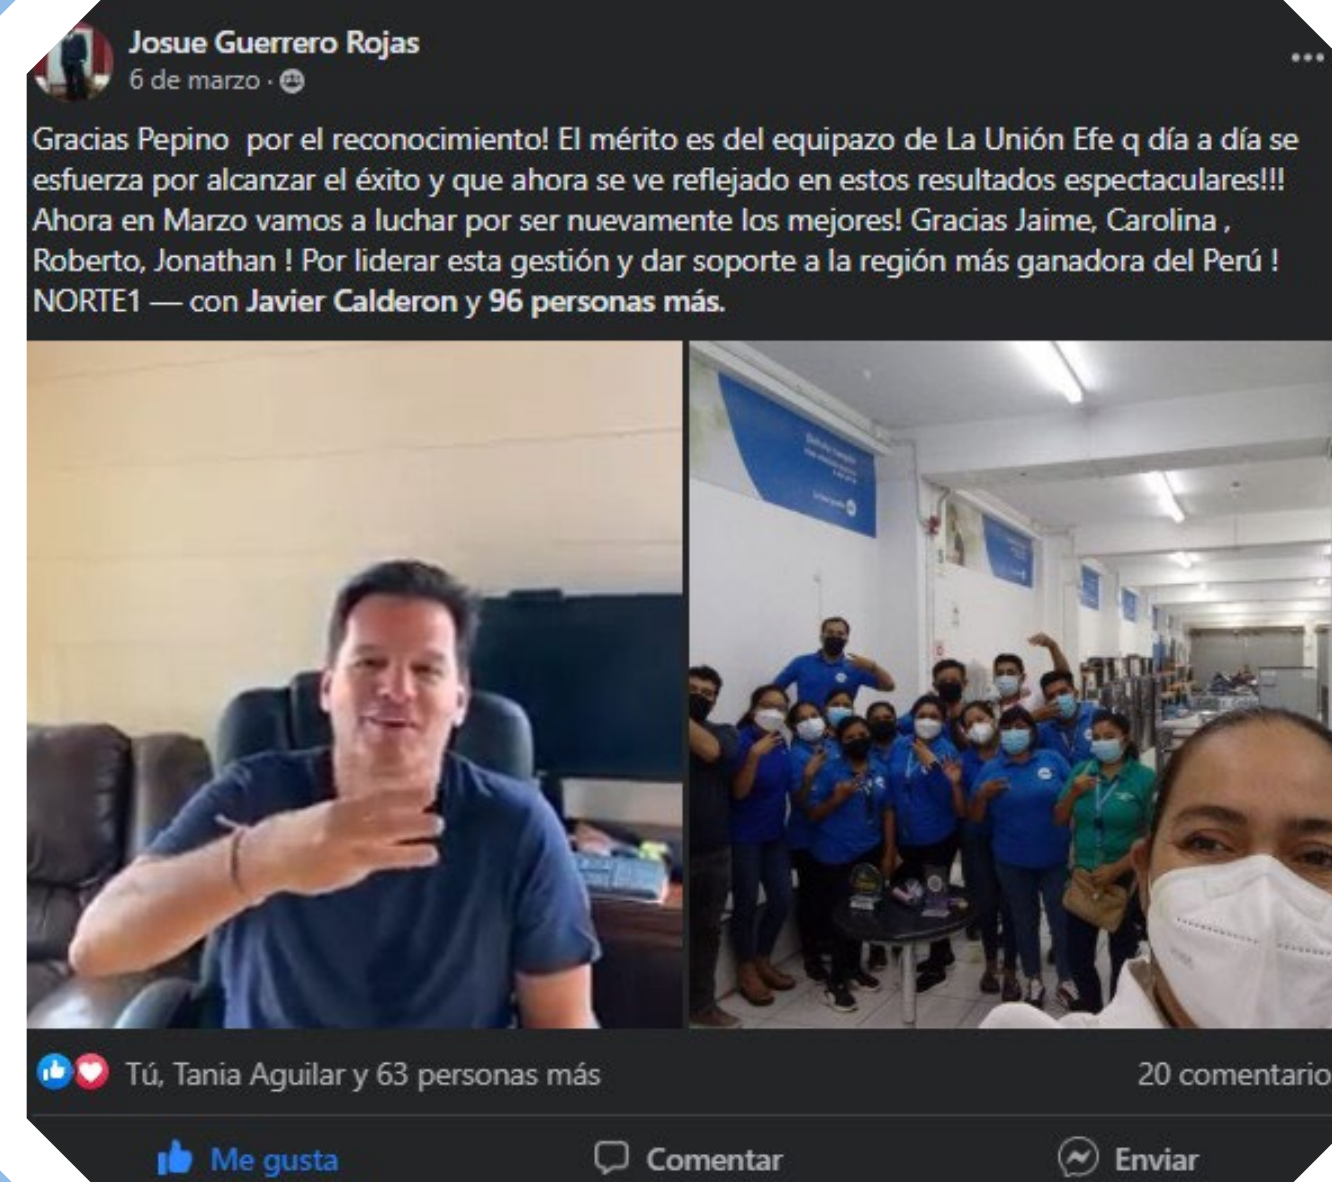 Josue Guerrero Rojas
6 de marzo ·
Gracias Pepino por el reconocimiento! El mérito es del equipazo de La Unión Efe q día a día se
esfuerza por alcanzar el éxito y que ahora se ve reflejado en estos resultados espectaculares!!!
Ahora en Marzo vamos a luchar por ser nuevamente los mejores! Gracias Jaime, Carolina ,
Roberto, Jonathan ! Por liderar esta gestión y dar soporte a la región más ganadora del Perú !
NORTE1 — con Javier Calderon y 96 personas más.
Tú, Tania Aguilar y 63 personas más
20 comentario
Me gusta
Comentar
Enviar